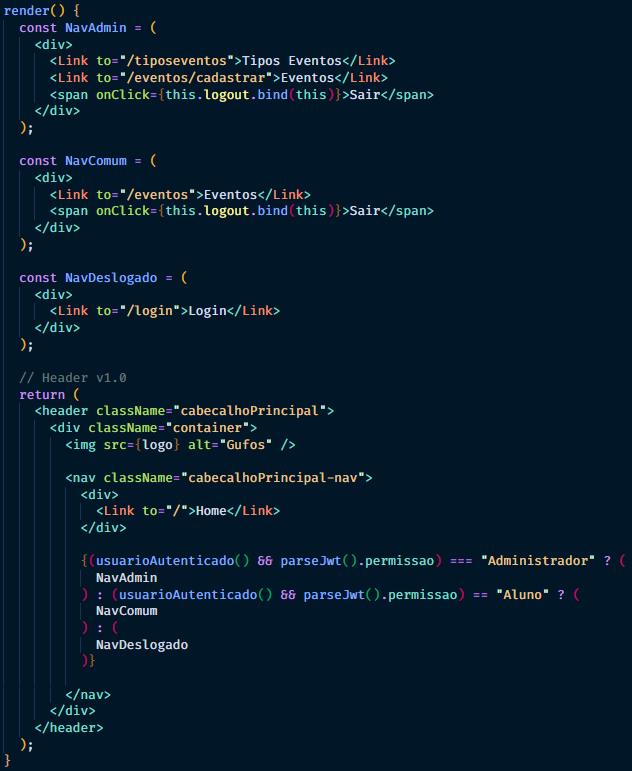 render() {
  const NavAdmin = (
    <div>
      <Link to="/tiposeventos">Tipos Eventos</Link>
      <Link to="/eventos/cadastrar">Eventos</Link>
      <span onClick={this.logout.bind(this)}>Sair</span>
    </div>
  );

  const NavComum = (
    <div>
      <Link to="/eventos">Eventos</Link>
      <span onClick={this.logout.bind(this)}>Sair</span>
    </div>
  );

  const NavDeslogado = (
    <div>
      <Link to="/login">Login</Link>
    </div>
  );

  // Header v1.0
  return (
    <header className="cabecalhoPrincipal">
      <div className="container">
        <img src={logo} alt="Gufos" />

        <nav className="cabecalhoPrincipal-nav">
          <div>
            <Link to="/">Home</Link>
          </div>

          {(usuarioAutenticado() && parseJwt().permissao) === "Administrador" ? (
            NavAdmin
          ) : (usuarioAutenticado() && parseJwt().permissao) == "Aluno" ? (
            NavComum
          ) : (
            NavDeslogado
          )}

        </nav>
      </div>
    </header>
  );
}